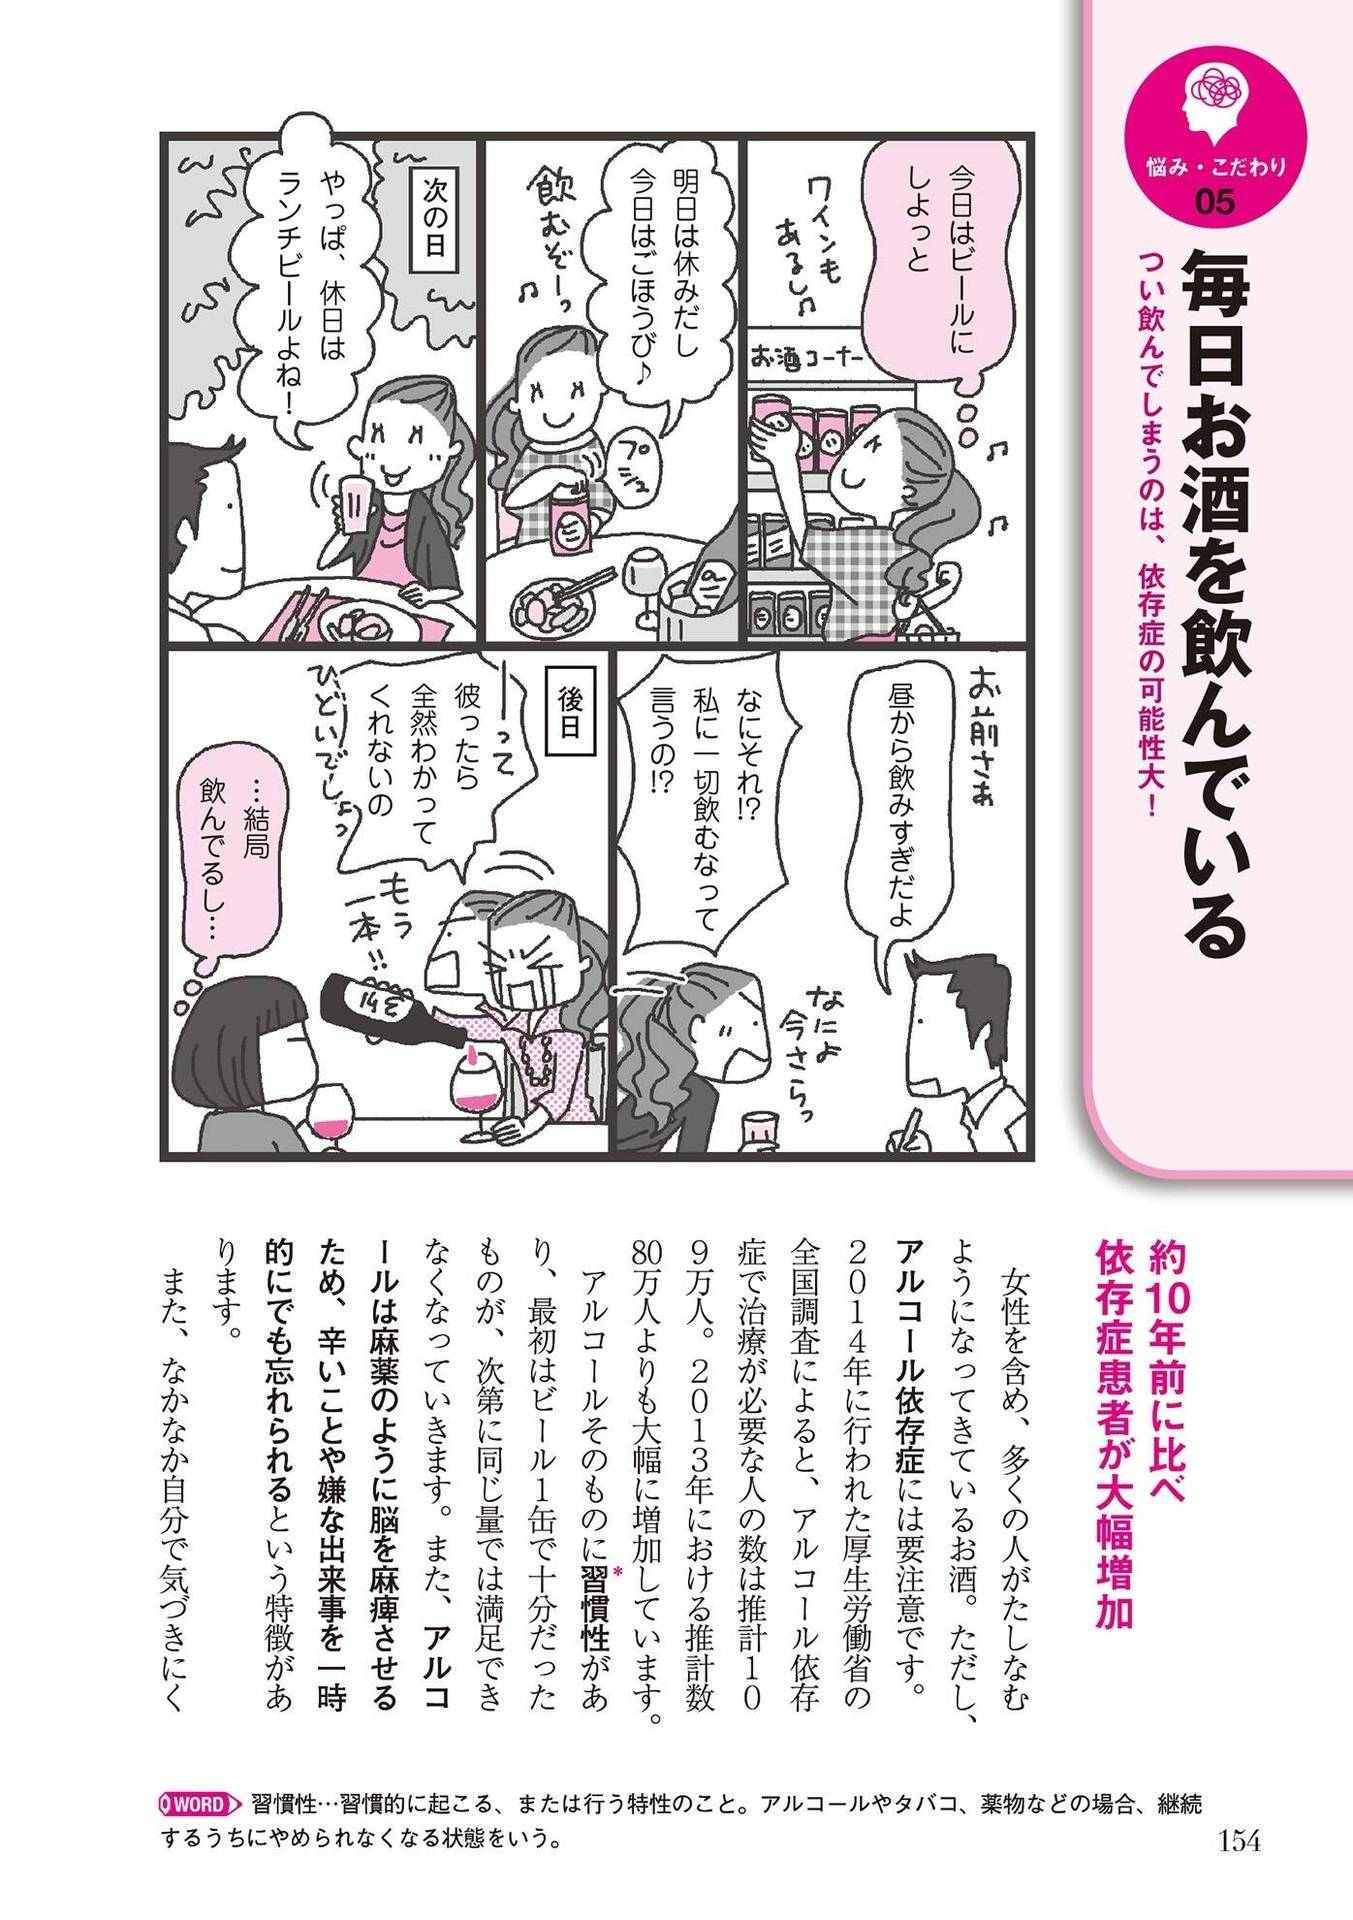 悩み・こだわり
05
毎日お酒を飲んでいる
つい飲んでしまうのは、依存症の可能性大！
今日はビールに
しよっと
ワインも
あるし♫
お酒コーナー
明日は休みだし
今日はごほうび♪
飲むぞーっ
♫
プシュ
次の日
やっぱ、休日は
ランチビールよね！
お前さぁ
昼から飲みすぎだよ
なにそれ!?
私に一切飲むなって
言うの!?
なによ
今さらっ
後日
ーって
彼ったら
全然わかって
くれないの
ひどいでしょっ
もう
一本!!
…結局
飲んでるし…
約10年前に比べ
依存症患者が大幅増加
女性を含め、多くの人がたしなむ
ようになってきているお酒。ただし、
アルコール依存症には要注意です。
2014年に行われた厚生労働省の
全国調査によると、アルコール依存
症で治療が必要な人の数は推計10
9万人。2013年における推計数
80万人よりも大幅に増加しています。
アルコールそのものに習慣性*があ
り、最初はビール1缶で十分だった
ものが、次第に同じ量では満足でき
なくなっていきます。また、アルコ
ールは麻薬のように脳を麻痺させる
ため、辛いことや嫌な出来事を一時
的にでも忘れられるという特徴があ
ります。
また、なかなか自分で気づきにく
WORD 習慣性…習慣的に起こる、または行う特性のこと。アルコールやタバコ、薬物などの場合、継続
するうちにやめられなくなる状態をいう。
154